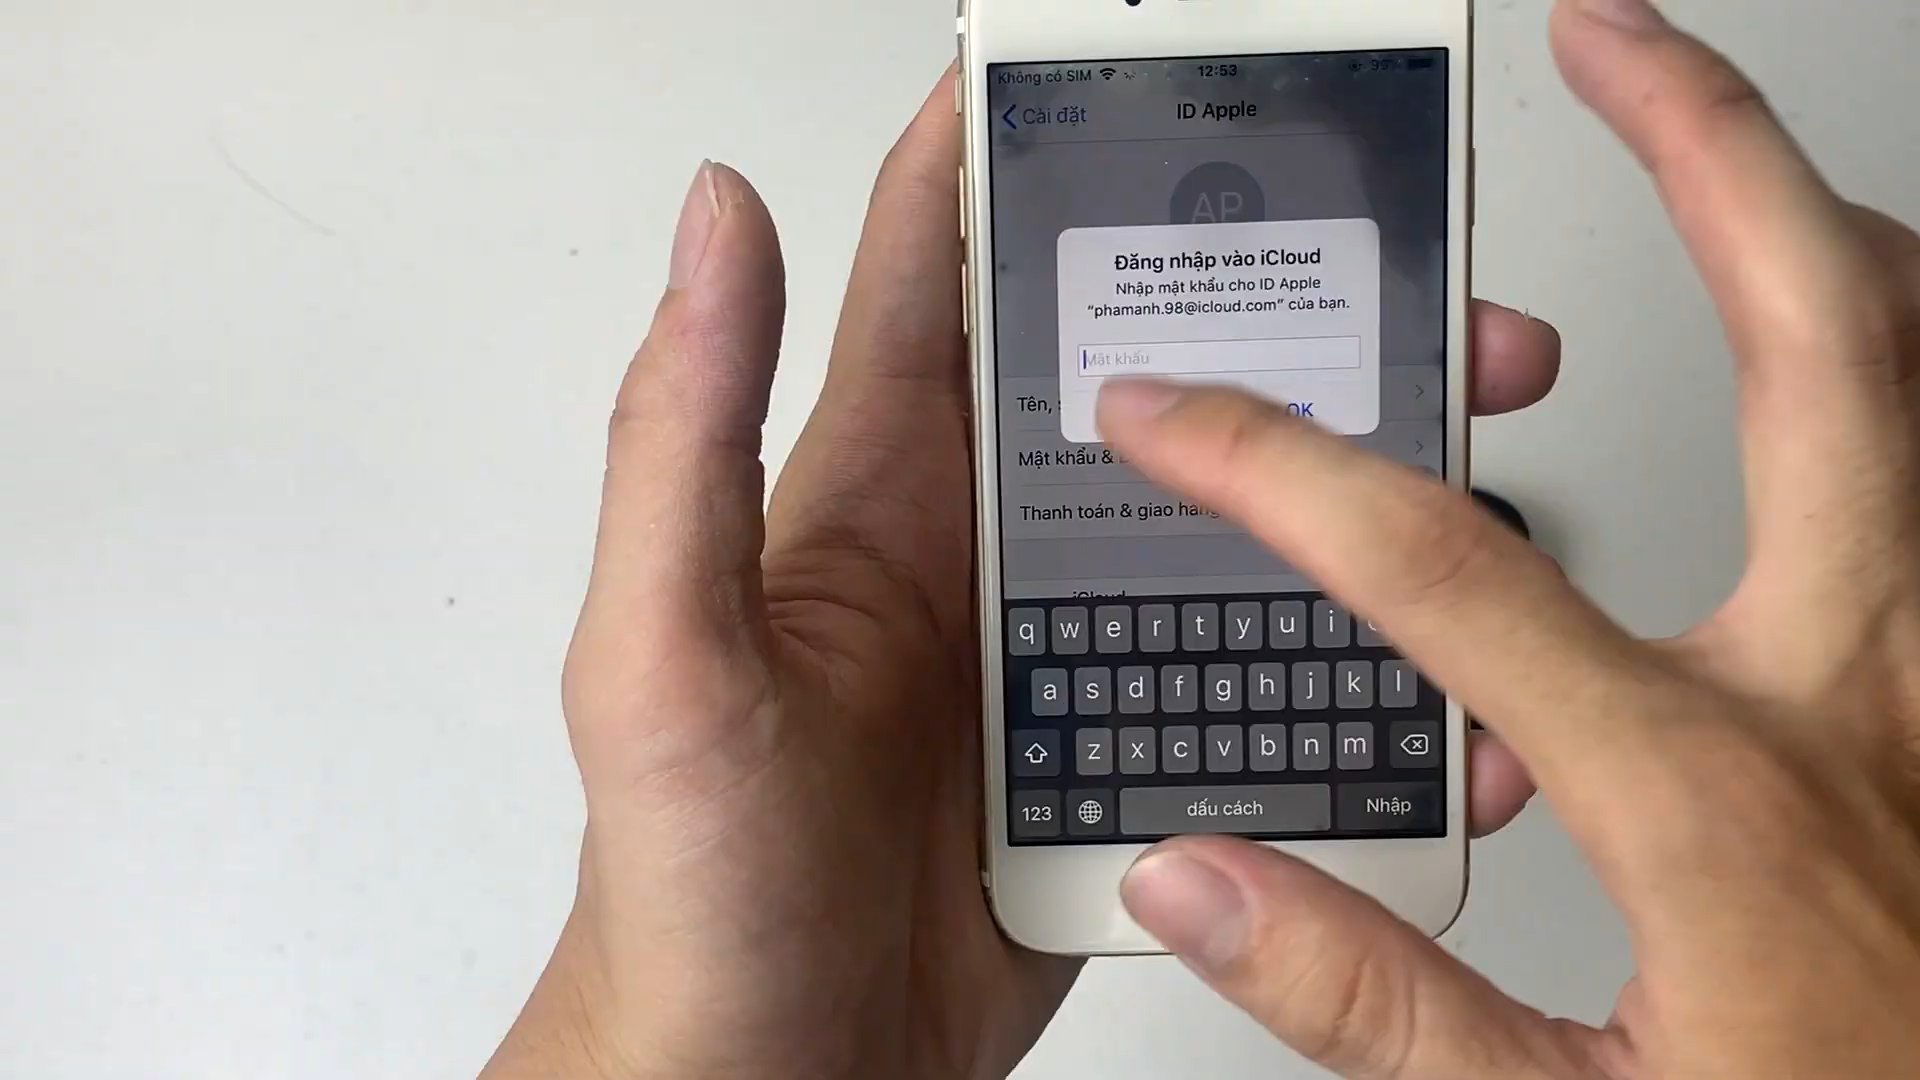 Không có SIM
12:53
Cài đặt
ID Apple
AP
Đăng nhập vào iCloud
Nhập mật khẩu cho ID Apple
“phamanh.98@icloud.com” của bạn.
Mật khẩu
OK
Tên,
Mật khẩu &
Thanh toán & giao hàng
iCloud
q w e r t y u i
a s d f g h j k l
z x c v b n m
123
dấu cách
Nhập